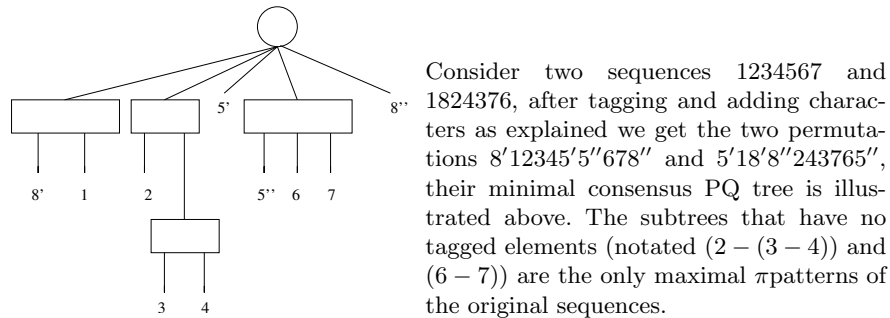 5'
8''
8'
1
2
5''
6
7
3
4
Consider two sequences 1234567 and
1824376, after tagging and adding charac-
ters as explained we get the two permuta-
tions 8′12345′5′′678′′ and 5′18′8′′243765′′,
their minimal consensus PQ tree is illus-
trated above. The subtrees that have no
tagged elements (notated (2 − (3 − 4)) and
(6 − 7)) are the only maximal πpatterns of
the original sequences.